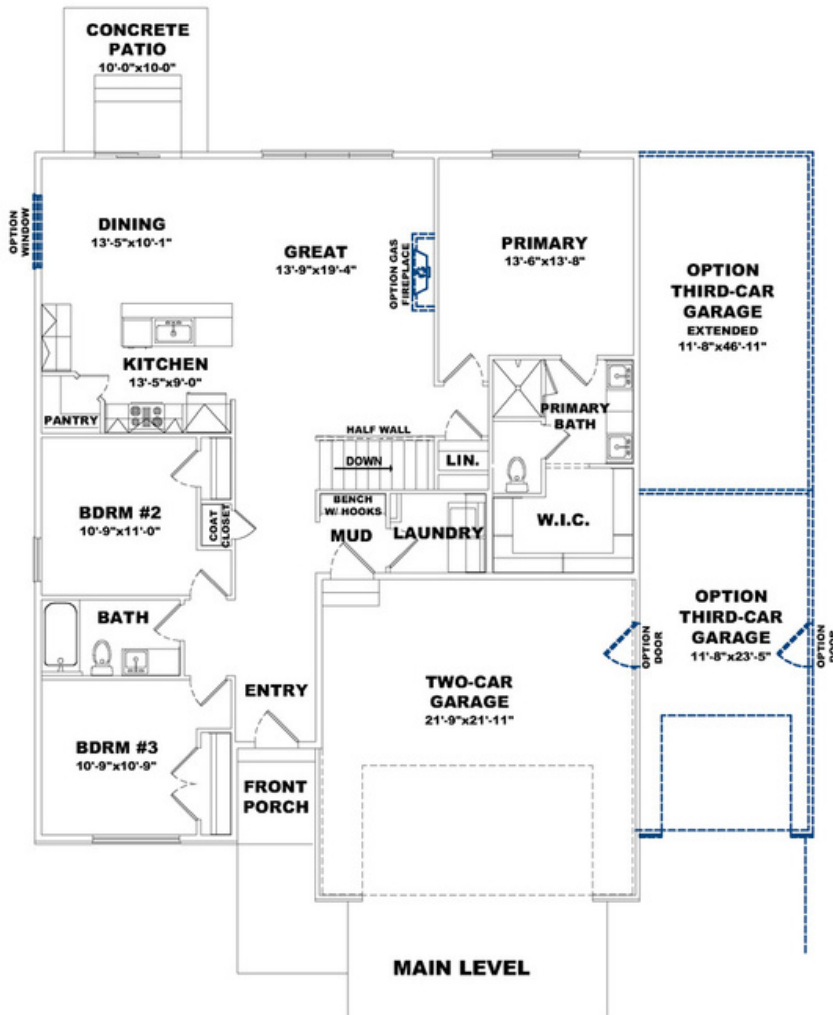 CONCRETE
PATIO
10'-0"x10-0"
OPTION
WINDOW
DINING
13'-5"x10'-1"
GREAT
13'-9"x19'-4"
OPTION GAS
FIREPLACE
PRIMARY
13'-6"x13'-8"
OPTION
THIRD-CAR
GARAGE
EXTENDED
11'-8"x46'-11"
KITCHEN
13'-5"x9'-0"
PANTRY
PRIMARY
BATH
HALF WALL
DOWN
LIN.
BDRM #2
10'-9"x11'-0"
COAT
CLOSET
BENCH
W/ HOOKS
MUD
LAUNDRY
W.I.C.
BATH
OPTION
THIRD-CAR
GARAGE
11'-8"x23'-5"
OPTION
DOOR
OPTION
DOOR
ENTRY
TWO-CAR
GARAGE
21'-9"x21'-11"
BDRM #3
10'-9"x10'-9"
FRONT
PORCH
MAIN LEVEL